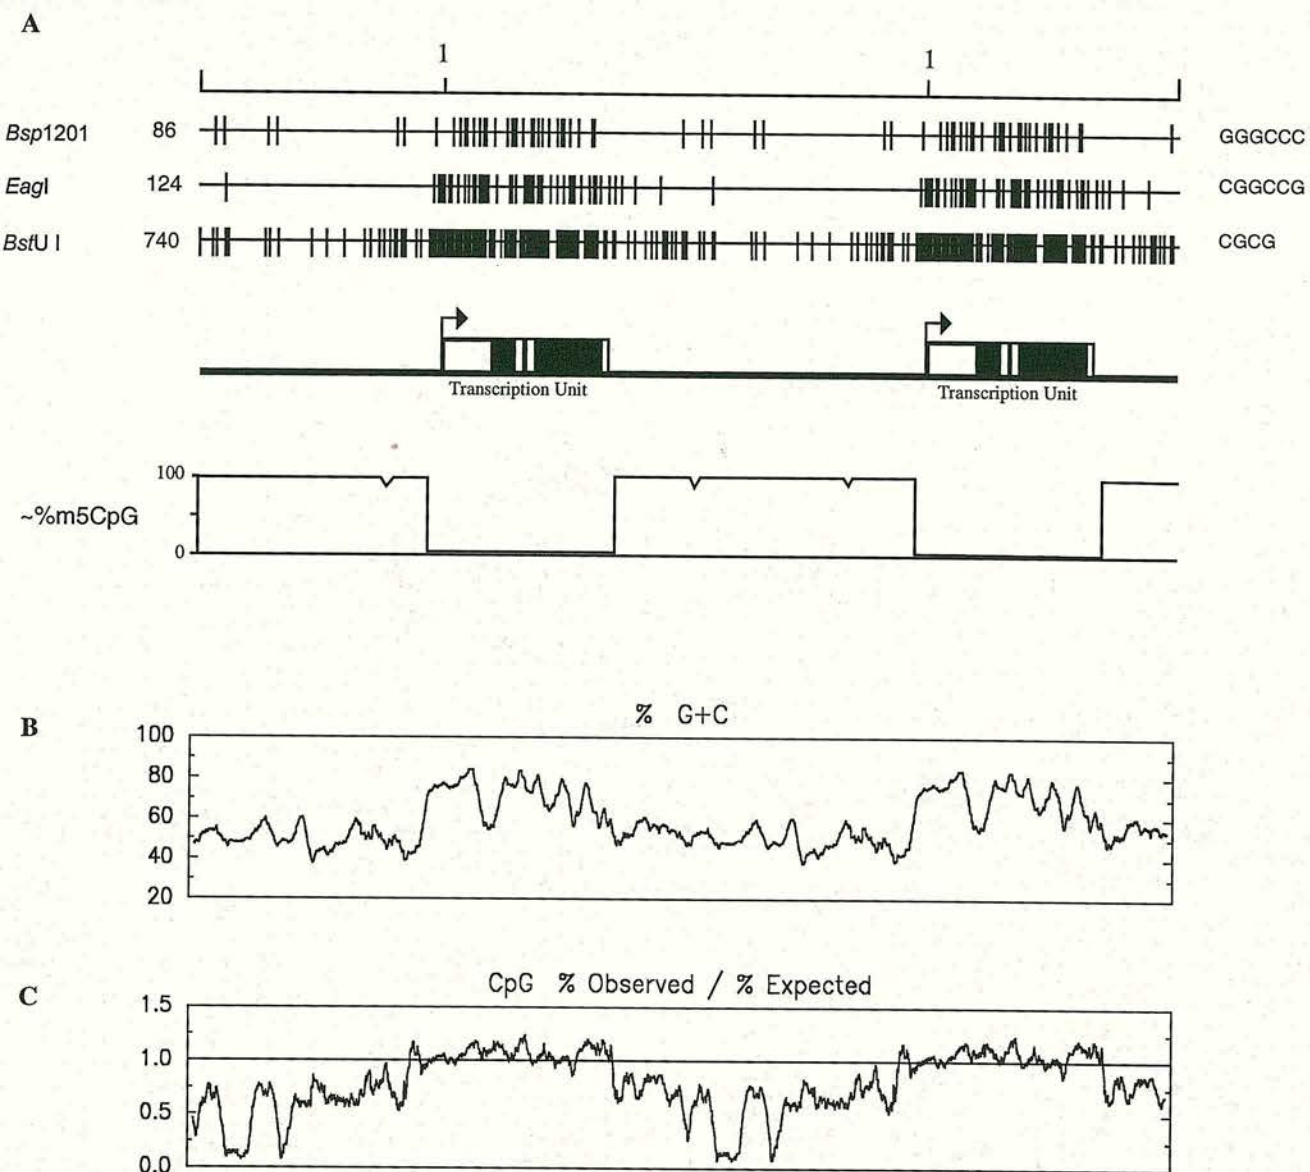 A
1 1
Bsp1201 86 GGGCCC
EagI 124 CGGCCG
BstU I 740 CGCG
Transcription Unit Transcription Unit
100
~%m5CpG
0
B
% G+C
100
80
60
40
20
C
CpG % Observed / % Expected
1.5
1.0
0.5
0.0